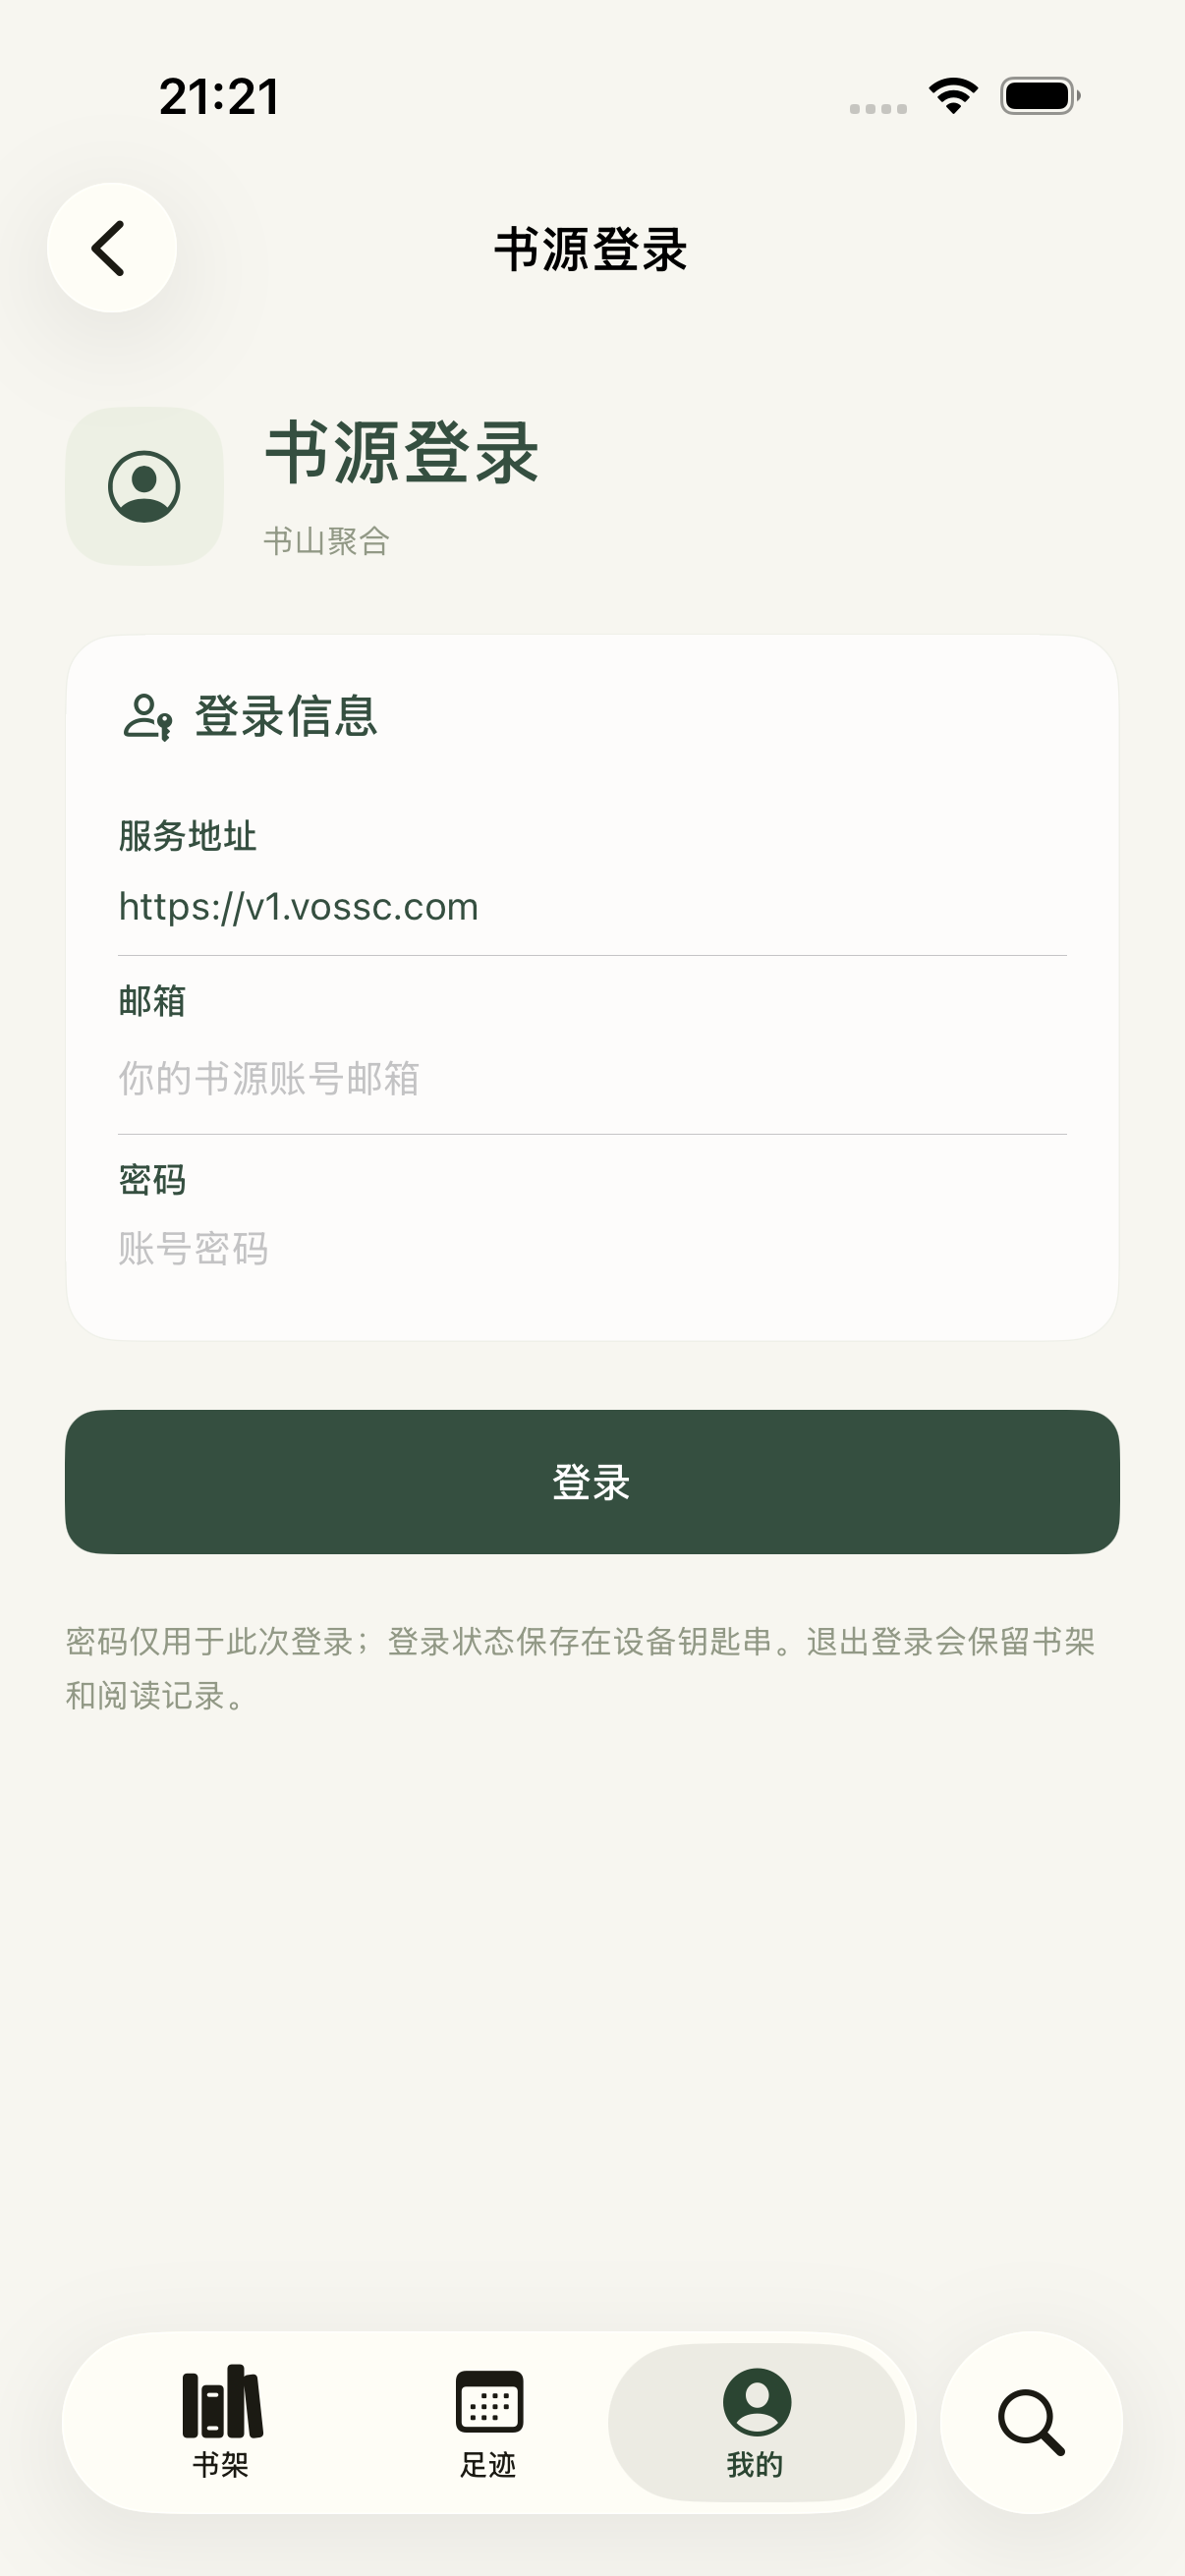 21:21
书源登录
书源登录
书山聚合
登录信息
服务地址
https://v1.vossc.com
邮箱
你的书源账号邮箱
密码
账号密码
登录
密码仅用于此次登录；登录状态保存在设备钥匙串。退出登录会保留书架
和阅读记录。
书架
足迹
我的